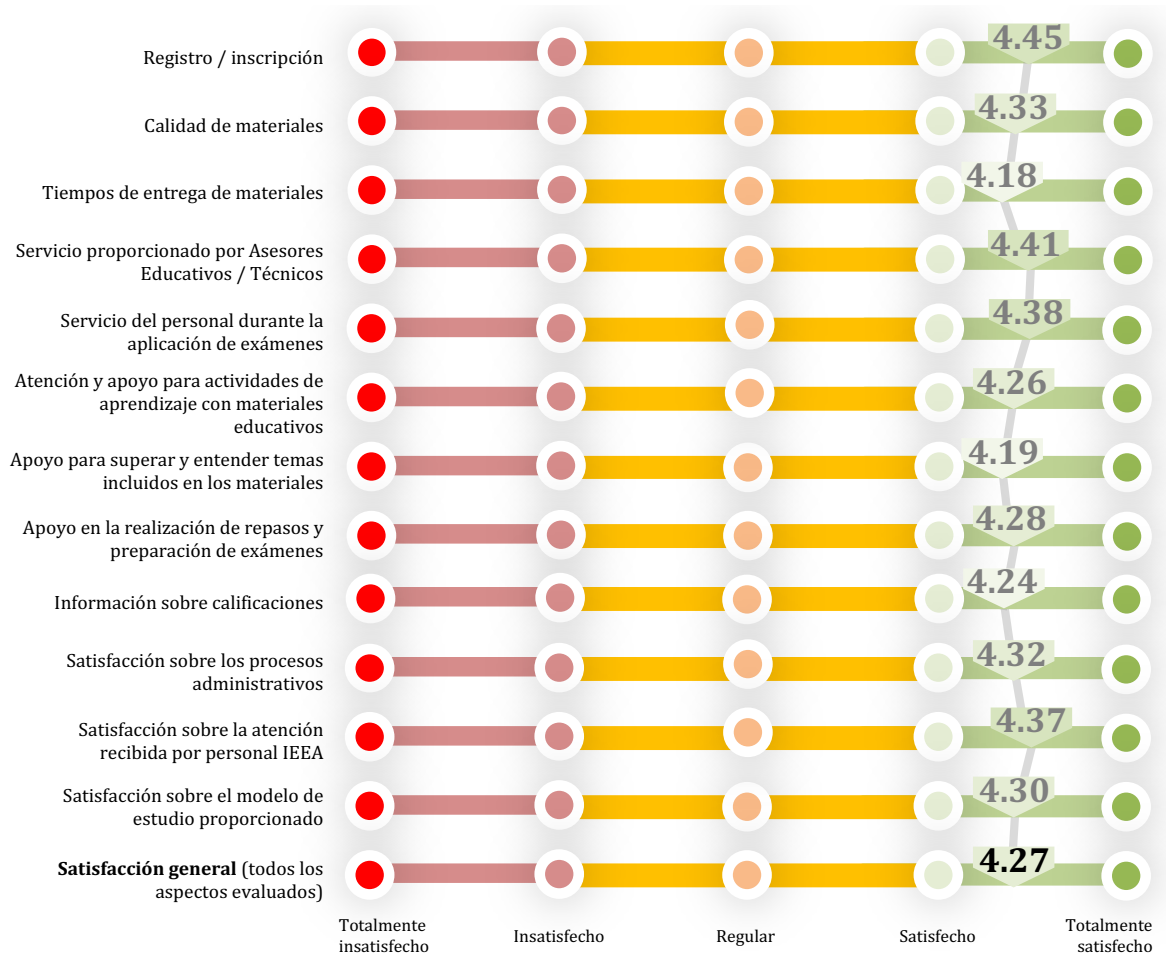 Registro / inscripción
4.45
Calidad de materiales
4.33
Tiempos de entrega de materiales
4.18
Servicio proporcionado por Asesores
Educativos / Técnicos
4.41
Servicio del personal durante la
aplicación de exámenes
4.38
Atención y apoyo para actividades de
aprendizaje con materiales
educativos
4.26
Apoyo para superar y entender temas
incluidos en los materiales
4.19
Apoyo en la realización de repasos y
preparación de exámenes
4.28
Información sobre calificaciones
4.24
Satisfacción sobre los procesos
administrativos
4.32
Satisfacción sobre la atención
recibida por personal IEEA
4.37
Satisfacción sobre el modelo de
estudio proporcionado
4.30
Satisfacción general (todos los
aspectos evaluados)
4.27
Totalmente
insatisfecho
Insatisfecho
Regular
Satisfecho
Totalmente
satisfecho